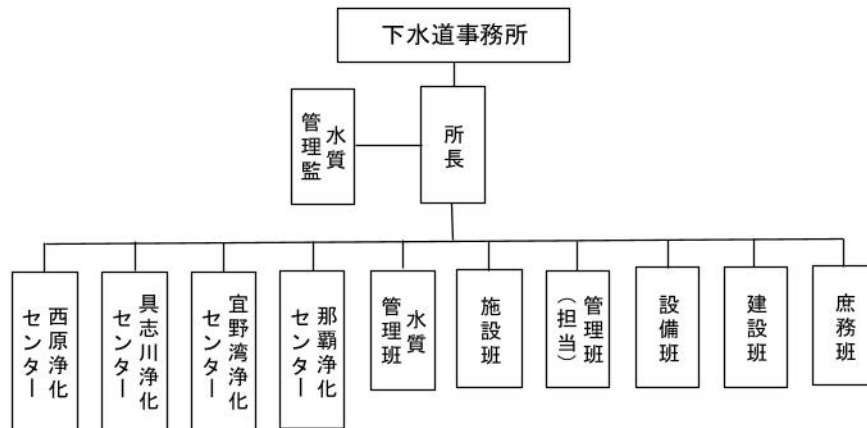 下水道事務所
水質
管理監
所長
庶務班
建設班
設備班
管理班
（担当）
施設班
水質
管理班
那覇浄化
センター
宜野湾浄化
センター
具志川浄化
センター
西原浄化
センター